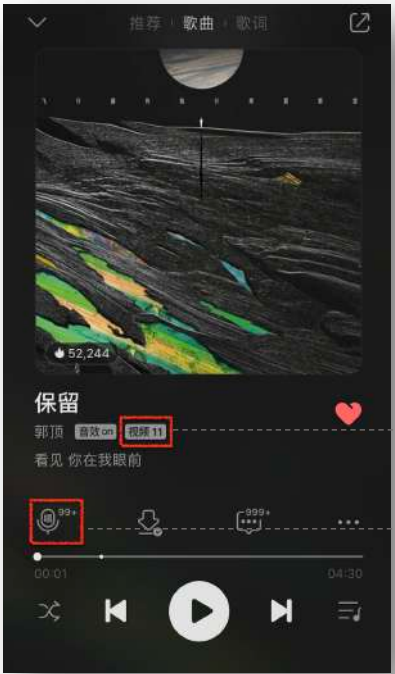 推荐 歌曲 歌词
52,244
保留
郭顶 音效on 视频 11
看见 你在我眼前
99+ 999+
00:01 04:30